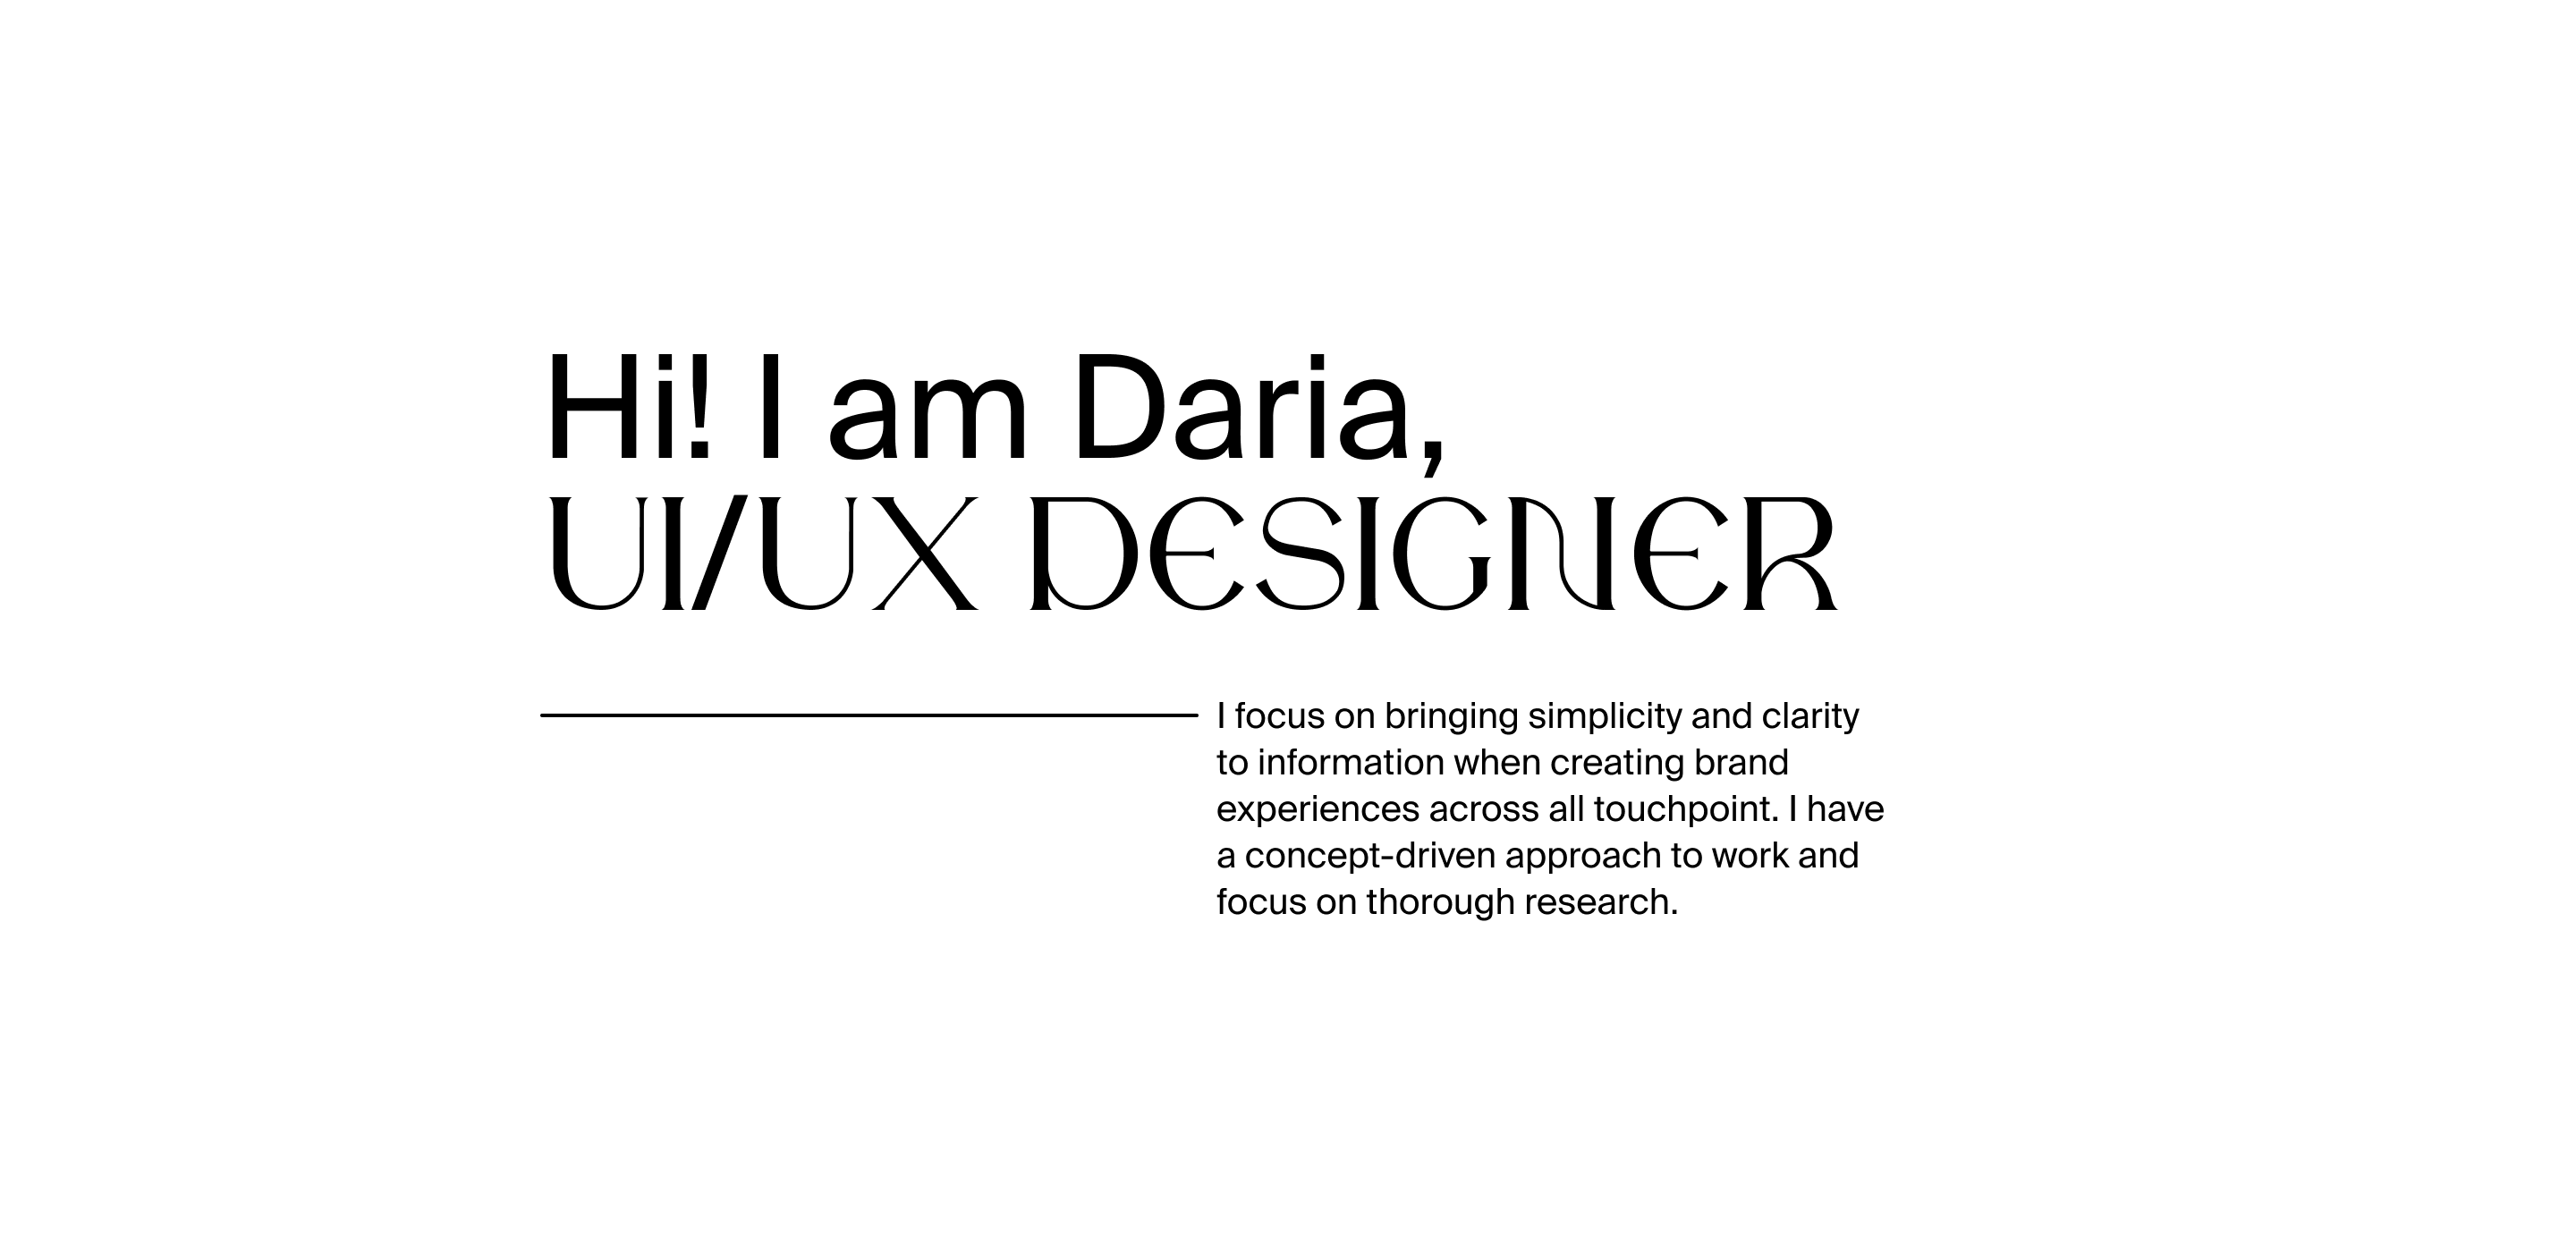 Hi! I am Daria,
UI/UX DESIGNER
I focus on bringing simplicity and clarity
to information when creating brand
experiences across all touchpoint. I have
a concept-driven approach to work and
focus on thorough research.